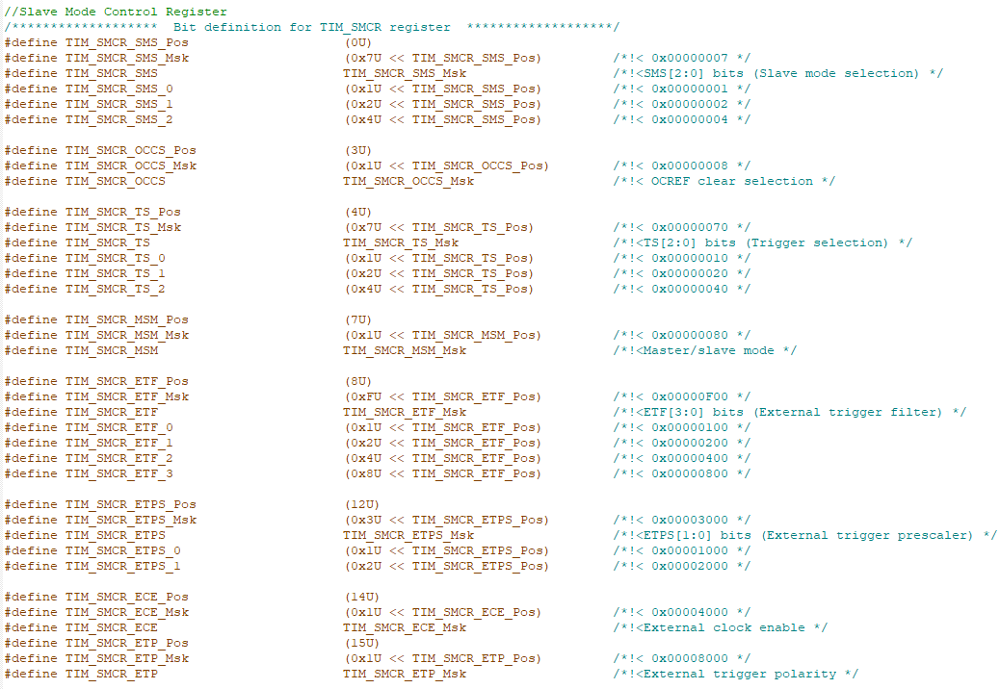 //Slave Mode Control Register
/*******************  Bit definition for TIM_SMCR register  *******************/
#define TIM_SMCR_SMS_Pos                    (0U)
#define TIM_SMCR_SMS_Msk                    (0x7U << TIM_SMCR_SMS_Pos)         /*!< 0x00000007 */
#define TIM_SMCR_SMS                        TIM_SMCR_SMS_Msk                   /*!<SMS[2:0] bits (Slave mode selection) */
#define TIM_SMCR_SMS_0                      (0x1U << TIM_SMCR_SMS_Pos)         /*!< 0x00000001 */
#define TIM_SMCR_SMS_1                      (0x2U << TIM_SMCR_SMS_Pos)         /*!< 0x00000002 */
#define TIM_SMCR_SMS_2                      (0x4U << TIM_SMCR_SMS_Pos)         /*!< 0x00000004 */
#define TIM_SMCR_OCCS_Pos                   (3U)
#define TIM_SMCR_OCCS_Msk                   (0x1U << TIM_SMCR_OCCS_Pos)        /*!< 0x00000008 */
#define TIM_SMCR_OCCS                       TIM_SMCR_OCCS_Msk                  /*!< OCREF clear selection */
#define TIM_SMCR_TS_Pos                     (4U)
#define TIM_SMCR_TS_Msk                     (0x7U << TIM_SMCR_TS_Pos)          /*!< 0x00000070 */
#define TIM_SMCR_TS                         TIM_SMCR_TS_Msk                    /*!<TS[2:0] bits (Trigger selection) */
#define TIM_SMCR_TS_0                       (0x1U << TIM_SMCR_TS_Pos)          /*!< 0x00000010 */
#define TIM_SMCR_TS_1                       (0x2U << TIM_SMCR_TS_Pos)          /*!< 0x00000020 */
#define TIM_SMCR_TS_2                       (0x4U << TIM_SMCR_TS_Pos)          /*!< 0x00000040 */
#define TIM_SMCR_MSM_Pos                    (7U)
#define TIM_SMCR_MSM_Msk                    (0x1U << TIM_SMCR_MSM_Pos)         /*!< 0x00000080 */
#define TIM_SMCR_MSM                        TIM_SMCR_MSM_Msk                   /*!<Master/slave mode */
#define TIM_SMCR_ETF_Pos                    (8U)
#define TIM_SMCR_ETF_Msk                    (0xFU << TIM_SMCR_ETF_Pos)         /*!< 0x00000F00 */
#define TIM_SMCR_ETF                        TIM_SMCR_ETF_Msk                   /*!<ETF[3:0] bits (External trigger filter) */
#define TIM_SMCR_ETF_0                      (0x1U << TIM_SMCR_ETF_Pos)         /*!< 0x00000100 */
#define TIM_SMCR_ETF_1                      (0x2U << TIM_SMCR_ETF_Pos)         /*!< 0x00000200 */
#define TIM_SMCR_ETF_2                      (0x4U << TIM_SMCR_ETF_Pos)         /*!< 0x00000400 */
#define TIM_SMCR_ETF_3                      (0x8U << TIM_SMCR_ETF_Pos)         /*!< 0x00000800 */
#define TIM_SMCR_ETPS_Pos                   (12U)
#define TIM_SMCR_ETPS_Msk                   (0x3U << TIM_SMCR_ETPS_Pos)        /*!< 0x00003000 */
#define TIM_SMCR_ETPS                       TIM_SMCR_ETPS_Msk                  /*!<ETPS[1:0] bits (External trigger prescaler) */
#define TIM_SMCR_ETPS_0                     (0x1U << TIM_SMCR_ETPS_Pos)        /*!< 0x00001000 */
#define TIM_SMCR_ETPS_1                     (0x2U << TIM_SMCR_ETPS_Pos)        /*!< 0x00002000 */
#define TIM_SMCR_ECE_Pos                    (14U)
#define TIM_SMCR_ECE_Msk                    (0x1U << TIM_SMCR_ECE_Pos)         /*!< 0x00004000 */
#define TIM_SMCR_ECE                        TIM_SMCR_ECE_Msk                   /*!<External clock enable */
#define TIM_SMCR_ETP_Pos                    (15U)
#define TIM_SMCR_ETP_Msk                    (0x1U << TIM_SMCR_ETP_Pos)         /*!< 0x00008000 */
#define TIM_SMCR_ETP                        TIM_SMCR_ETP_Msk                   /*!<External trigger polarity */